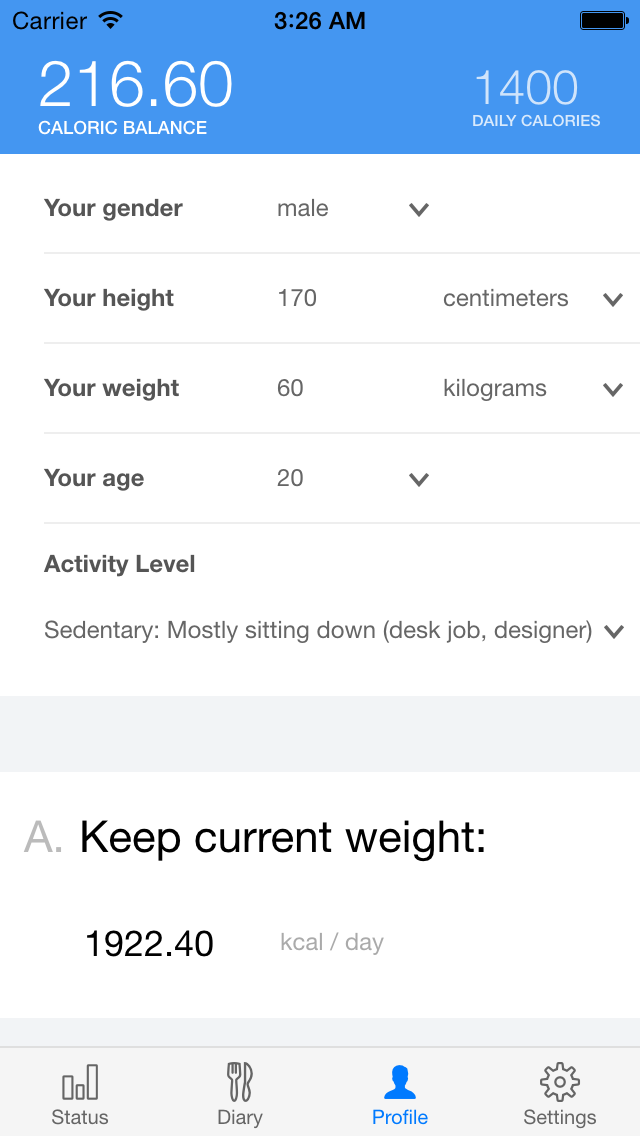 Carrier 3:26 AM
216.60 1400
CALORIC BALANCE DAILY CALORIES
Your gender male
Your height 170 centimeters
Your weight 60 kilograms
Your age 20
Activity Level
Sedentary: Mostly sitting down (desk job, designer)
A. Keep current weight:
1922.40 kcal / day
Status Diary Profile Settings